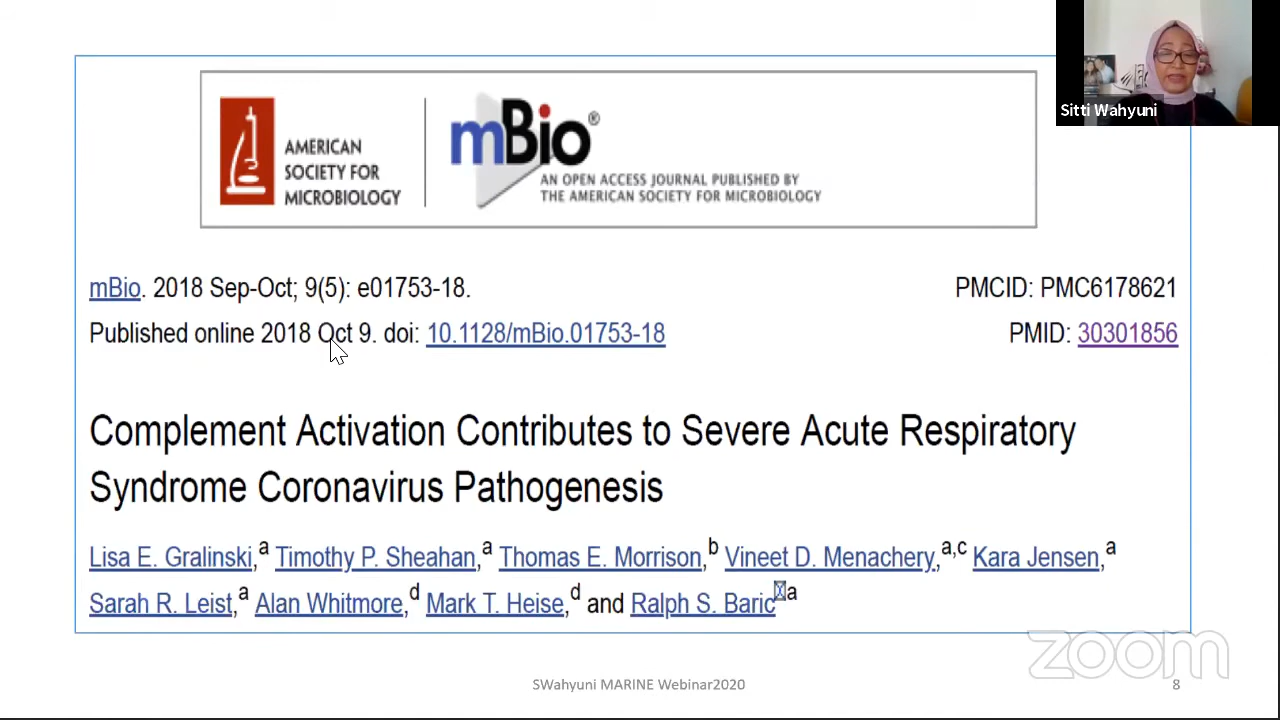 Sitti Wahyuni
AMERICAN
SOCIETY FOR
MICROBIOLOGY
mBio®
AN OPEN ACCESS JOURNAL PUBLISHED BY
THE AMERICAN SOCIETY FOR MICROBIOLOGY
mBio. 2018 Sep-Oct; 9(5): e01753-18.
PMCID: PMC6178621
Published online 2018 Oct 9. doi: 10.1128/mBio.01753-18
PMID: 30301856
Complement Activation Contributes to Severe Acute Respiratory
Syndrome Coronavirus Pathogenesis
Lisa E. Gralinski,a Timothy P. Sheahan,a Thomas E. Morrison,b Vineet D. Menachery,a,c Kara Jensen,a
Sarah R. Leist,a Alan Whitmore,d Mark T. Heise,d and Ralph S. Baric a
zoom
SWahyuni MARINE Webinar2020
8